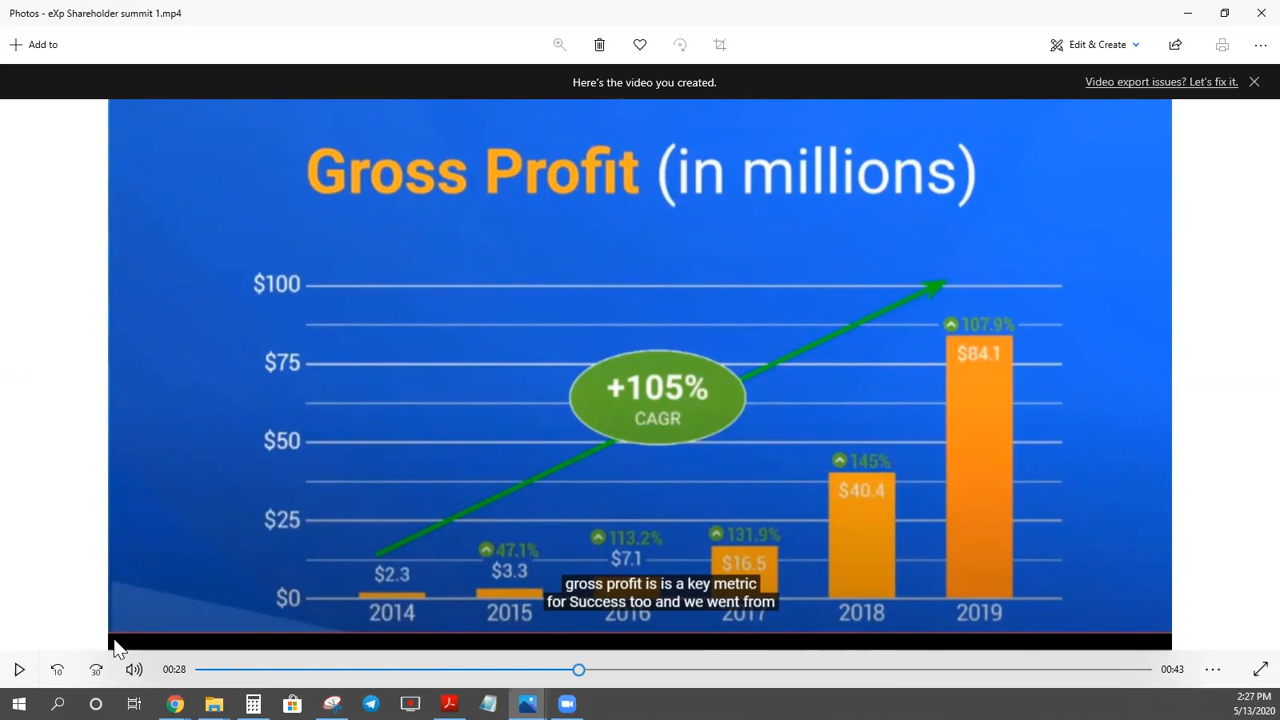 Photos - eXp Shareholder summit 1.mp4
Add to
Edit & Create
Here's the video you created.
Video export issues? Let's fix it.
Gross Profit (in millions)
$100
107.9%
$84.1
$75
+105%
CAGR
$50
145%
$40.4
$25
131.9%
113.2%
47.1%
$16.5
$7.1
$3.3
$2.3
gross profit is is a key metric
for Success too and we went from
$0
2014 2015 2016 2017 2018 2019
10
30
00:28
00:43
2:27 PM
5/13/2020